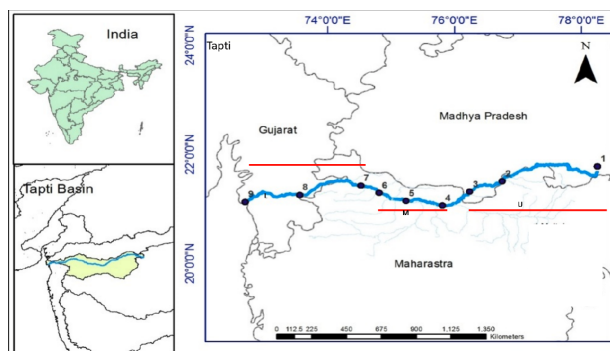 India
Tapti Basin
74°0'0"E 76°0'0"E 78°0'0"E
24°0'0"N
22°0'0"N
20°0'0"N
Tapti
N
Madhya Pradesh
Gujarat
1
2
3
4
5
6
7
8
9
M
U
Maharastra
0 112.5 225 450 675 900 1,125 1,350
Kilometers